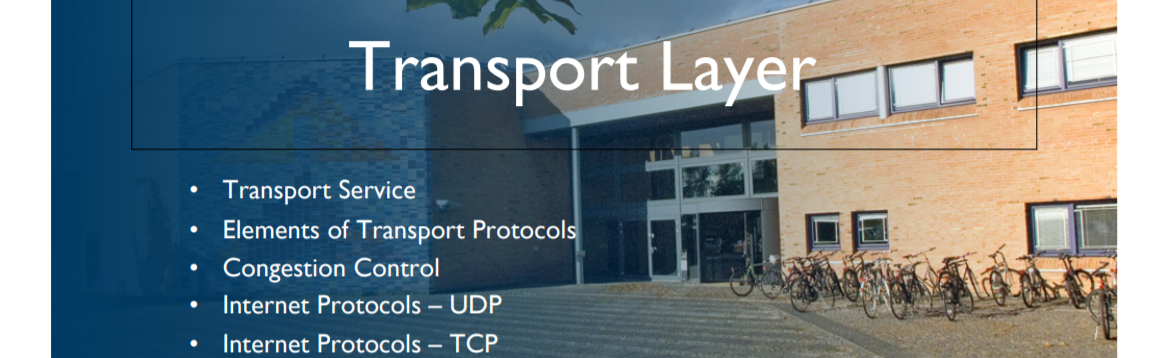 Transport Layer
• Transport Service
• Elements of Transport Protocols
• Congestion Control
• Internet Protocols – UDP
• Internet Protocols – TCP